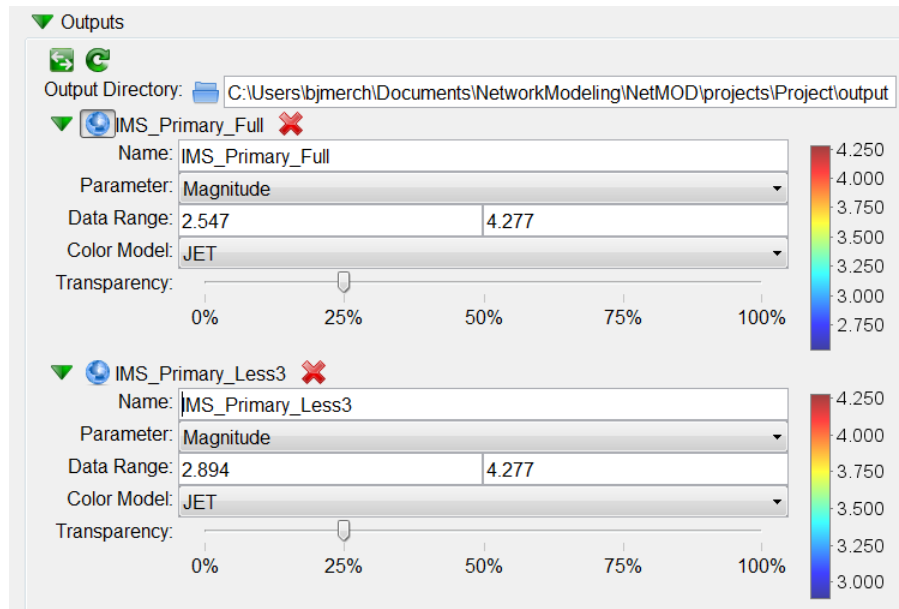 Outputs
Output Directory: C:\Users\bjmerch\Documents\NetworkModeling\NetMOD\projects\Project\output
IMS_Primary_Full
Name: IMS_Primary_Full
Parameter: Magnitude
Data Range: 2.547 4.277
Color Model: JET
Transparency:
0% 25% 50% 75% 100%
4.250
4.000
3.750
3.500
3.250
3.000
2.750
IMS_Primary_Less3
Name: IMS_Primary_Less3
Parameter: Magnitude
Data Range: 2.894 4.277
Color Model: JET
Transparency:
0% 25% 50% 75% 100%
4.250
4.000
3.750
3.500
3.250
3.000